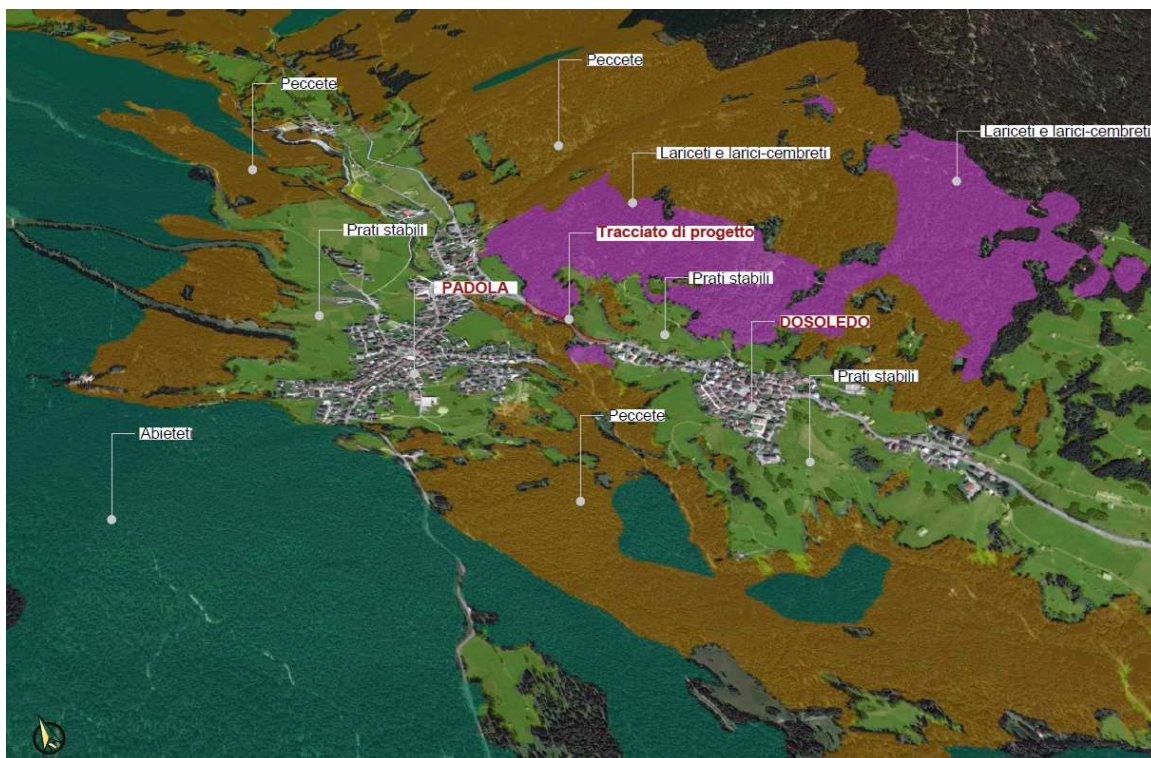 Peccete
Peccete
Lariceti e larici-cembreti
Lariceti e larici-cembreti
Prati stabili
Tracciato di progetto
Prati stabili
PADOLA
DOSOLEDO
Prati stabili
Peccete
Abieteti